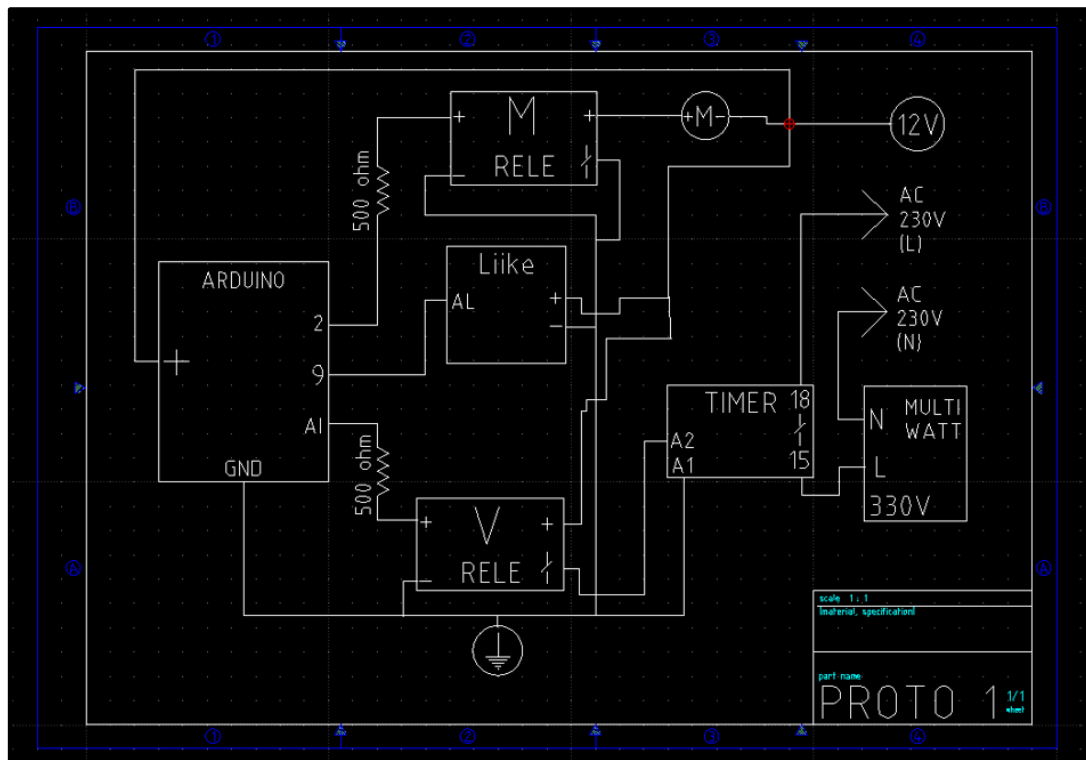 1 2 3 4
M
RELE
+ +
-
+M-
12V
500 ohm
AC
230V
(L)
B B
Liike
AL
+
-
ARDUINO
2
9
A1
+
GND
AC
230V
(N)
TIMER 18
A2
A1
15
MULTI
WATT
N
L
330V
500 ohm
V
RELE
+ +
-
A A
scale 1 : 1
(material, specification)
part-name
PROTO 1
1/1
sheet
1 2 3 4